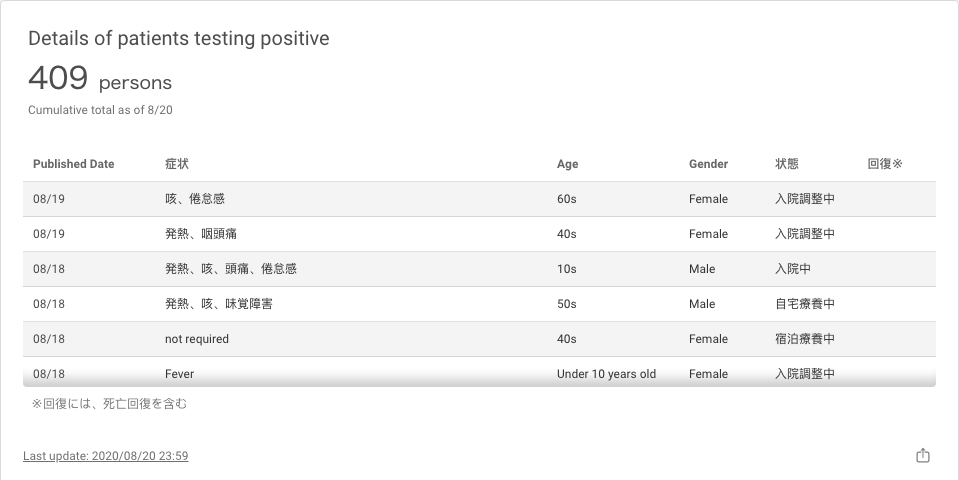 Details of patients testing positive
409 persons
Cumulative total as of 8/20
Published Date 症状 Age Gender 状態 回復※
08/19 咳、倦怠感 60s Female 入院調整中
08/19 発熱、咽頭痛 40s Female 入院調整中
08/18 発熱、咳、頭痛、倦怠感 10s Male 入院中
08/18 発熱、咳、味覚障害 50s Male 自宅療養中
08/18 not required 40s Female 宿泊療養中
08/18 Fever Under 10 years old Female 入院調整中
※回復には、死亡回復を含む
Last update: 2020/08/20 23:59